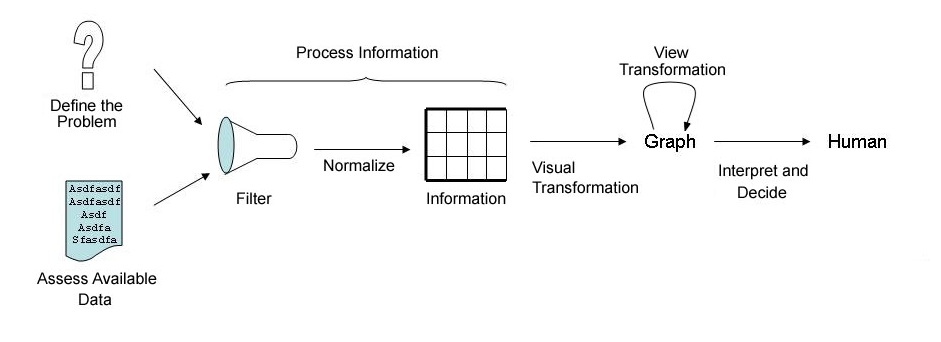 Define the
Problem
Asdfasdf
Asdfasdf
Asdf
Asdfa
Sfasdfa
Assess Available
Data
Process Information
Filter
Normalize
Information
Visual
Transformation
View
Transformation
Graph
Interpret and
Decide
Human